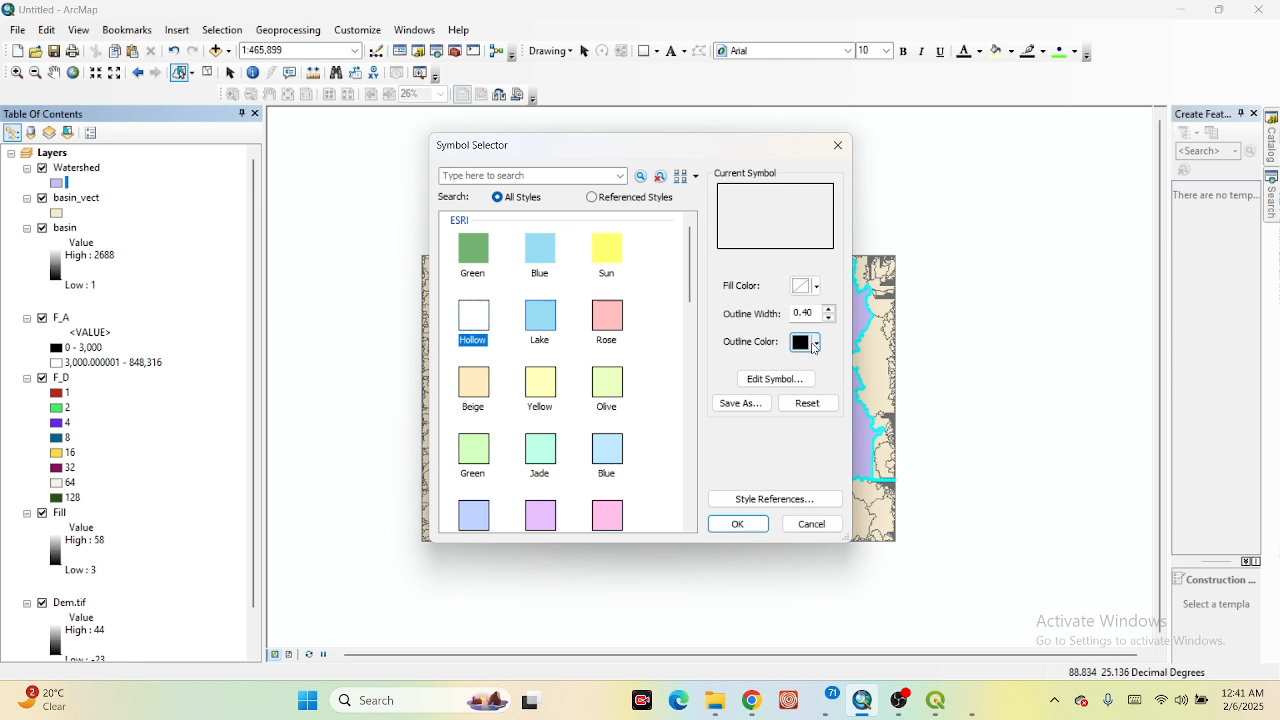 Untitled - ArcMap
File Edit View Bookmarks Insert Selection Geoprocessing Customize Windows Help
1:465,899 Drawing Arial 10 B I U A
26%
Table Of Contents
Layers
Watershed
basin_vect
basin
Value
High : 2688
Low : 1
F_A
<VALUE>
0 - 3,000
3,000.000001 - 848,316
F_D
1
2
4
8
16
32
64
128
Fill
Value
High : 58
Low : 3
Dem.tif
Value
High : 44
Low : -23
Symbol Selector
Type here to search
Search: All Styles Referenced Styles
ESRI
Green Blue Sun
Hollow Lake Rose
Beige Yellow Olive
Green Jade Blue
Current Symbol
Fill Color:
Outline Width: 0.40
Outline Color:
Edit Symbol...
Save As... Reset
Style References...
OK Cancel
Create Feat...
<Search>
There are no temp...
Construction ...
Select a templa
Catalog
Search
Activate Windows
Go to Settings to activate Windows.
88.834 25.136 Decimal Degrees
2
20°C
Clear
Search
71
12:41 AM
2/6/2025